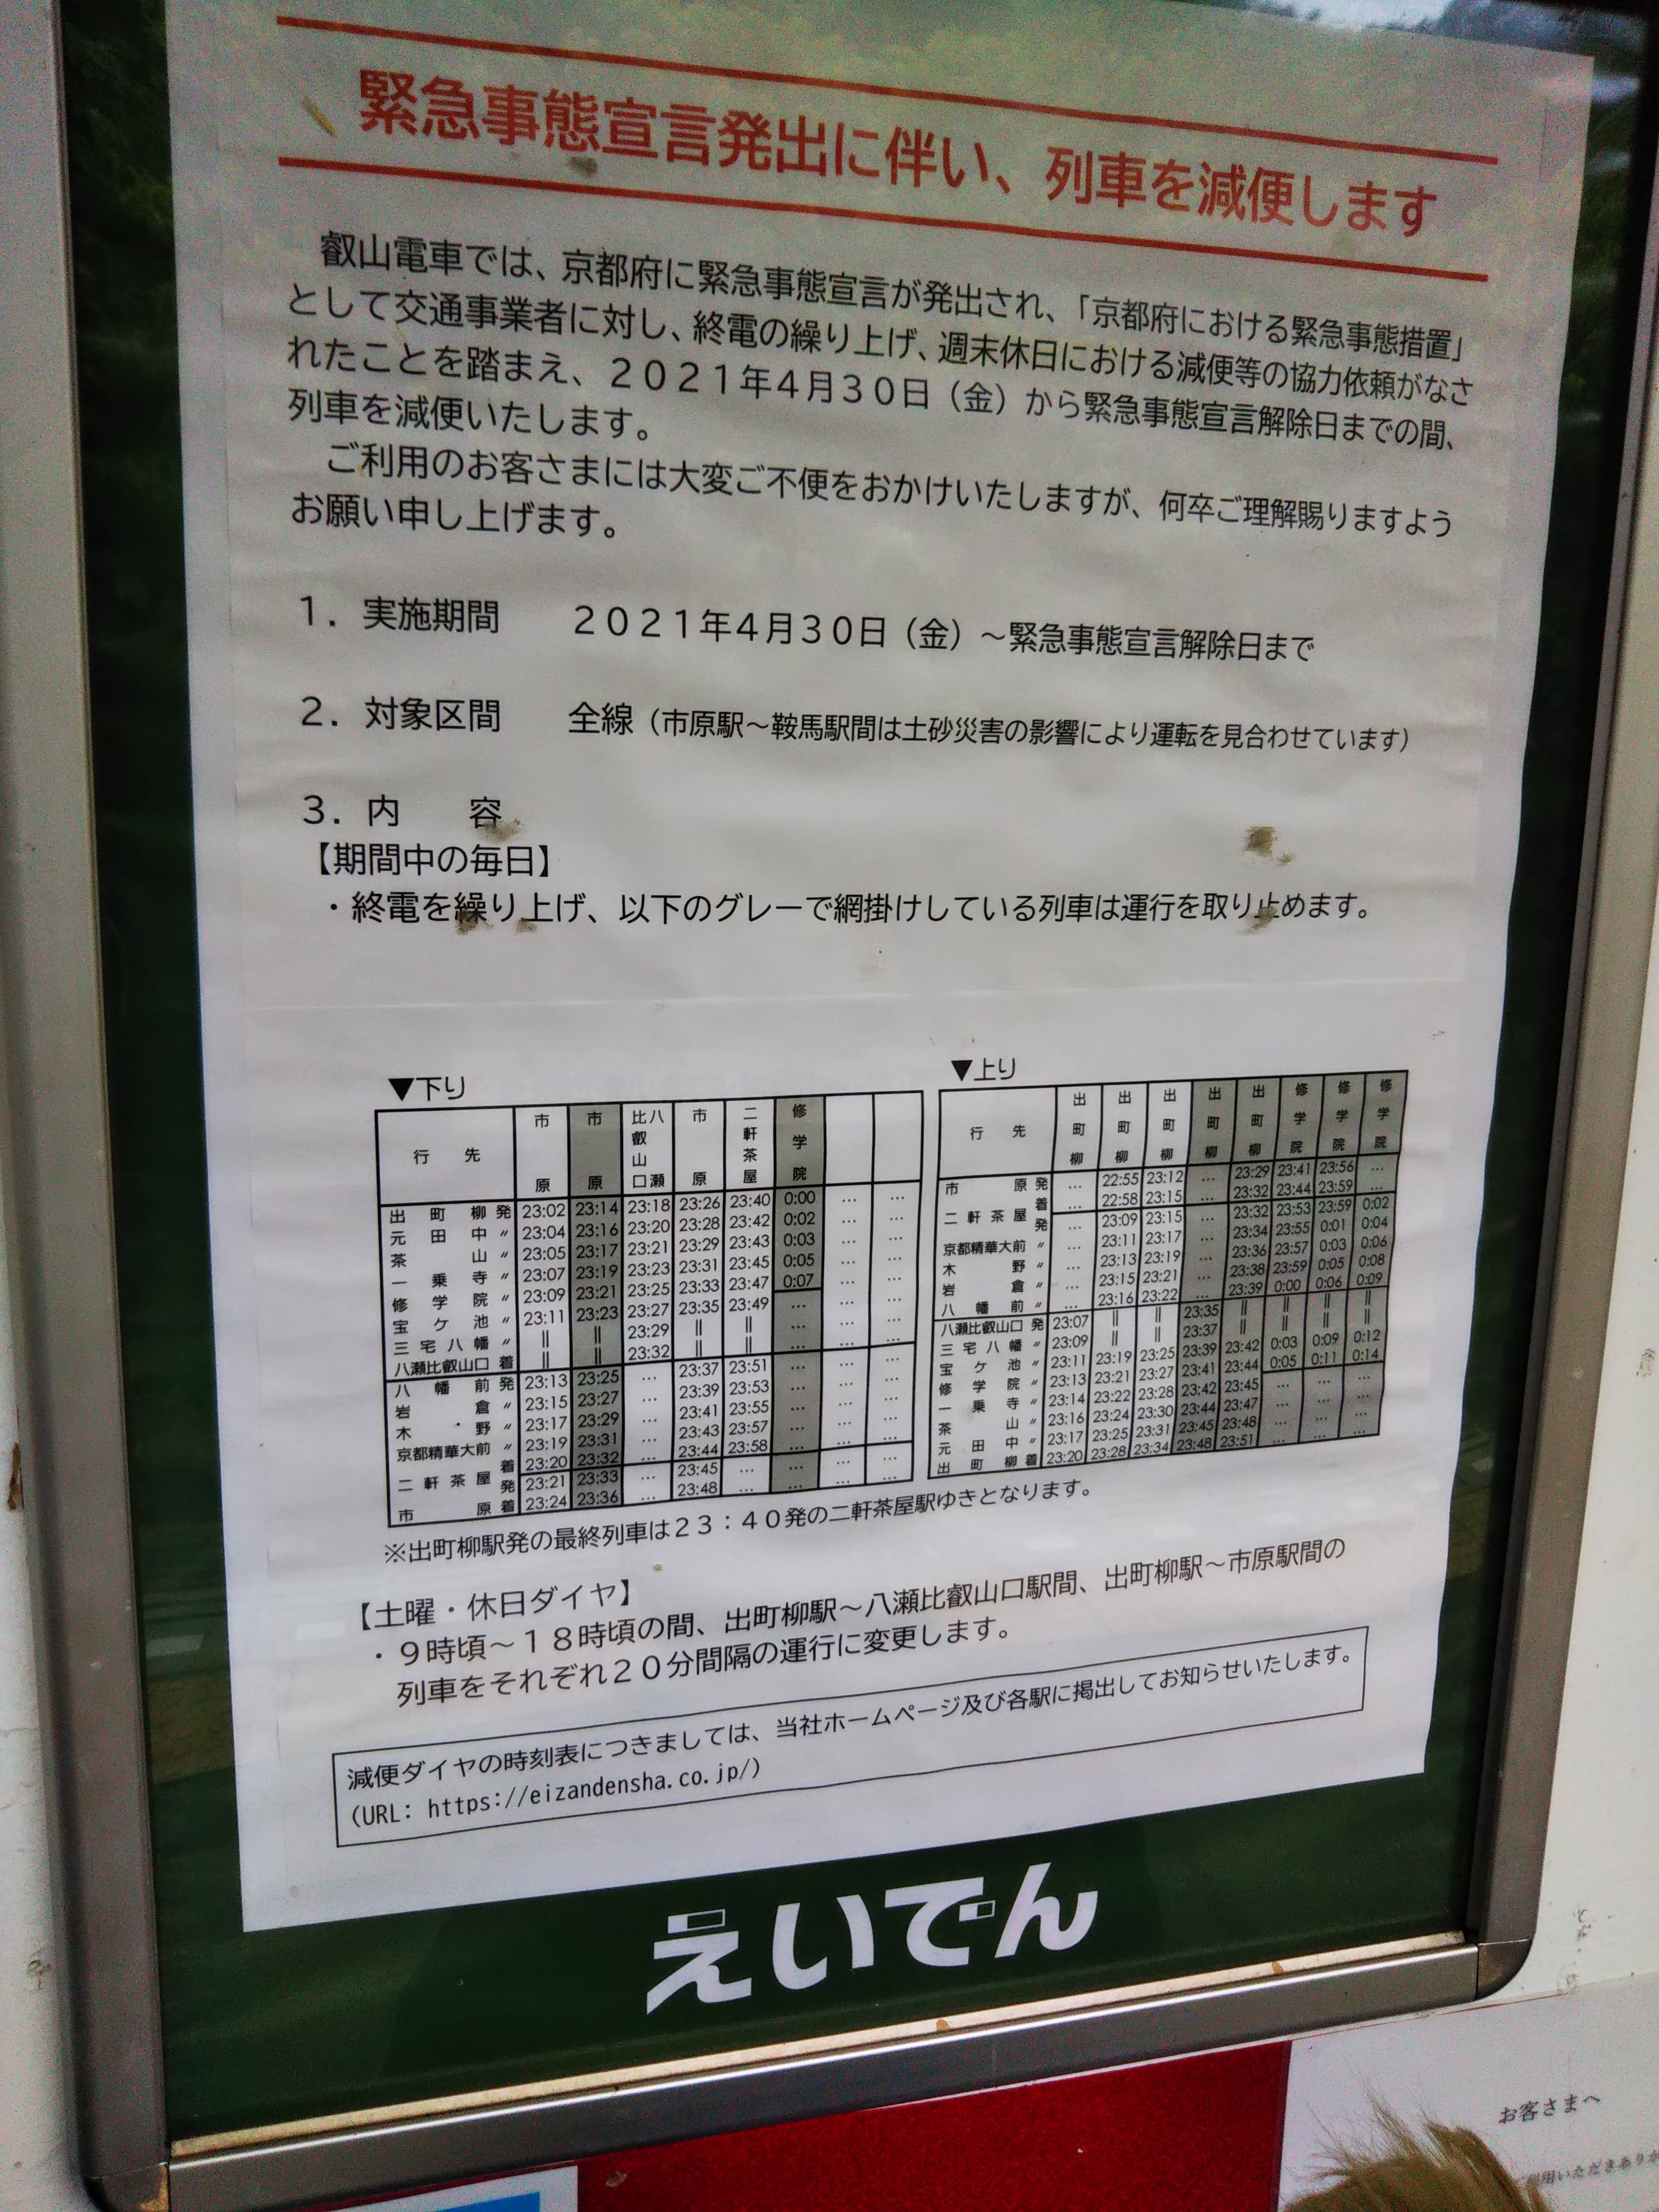 緊急事態宣言発出に伴い、列車を減便します
叡山電車では、京都府に緊急事態宣言が発出され、「京都府における緊急事態措置」
として交通事業者に対し、終電の繰り上げ、週末休日における減便等の協力依頼がなさ
れたことを踏まえ、２０２１年４月３０日（金）から緊急事態宣言解除日までの間、
列車を減便いたします。
ご利用のお客さまには大変ご不便をおかけいたしますが、何卒ご理解賜りますよう
お願い申し上げます。
１．実施期間　２０２１年４月３０日（金）～緊急事態宣言解除日まで
２．対象区間　全線（市原駅～鞍馬駅間は土砂災害の影響により運転を見合わせています）
３．内　容
【期間中の毎日】
・終電を繰り上げ、以下のグレーで網掛けしている列車は運行を取り止めます。
▼下り
行先 市原 市原 八瀬比叡山口 市原 二軒茶屋 修学院
出町柳発 23:02 23:14 23:18 23:26 23:40 0:00 … …
元田中〃 23:04 23:16 23:20 23:28 23:42 0:02 … …
茶山〃 23:05 23:17 23:21 23:29 23:43 0:03 … …
一乗寺〃 23:07 23:19 23:23 23:31 23:45 0:05 … …
修学院〃 23:09 23:21 23:25 23:33 23:47 0:07 … …
宝ケ池〃 23:11 23:23 23:27 23:35 23:49 … … …
三宅八幡〃 || || 23:29 || || … … …
八瀬比叡山口着 || || 23:32 || || … … …
八幡前発 23:13 23:25 … 23:37 23:51 … … …
岩倉〃 23:15 23:27 … 23:39 23:53 … … …
木野〃 23:17 23:29 … 23:41 23:55 … … …
京都精華大前〃 23:19 23:31 … 23:43 23:57 … … …
二軒茶屋着 23:20 23:32 … 23:44 23:58 … … …
発 23:21 23:33 … 23:45 … … … …
市原着 23:24 23:36 … 23:48 … … … …
▼上り
行先 出町柳 出町柳 出町柳 出町柳 出町柳 修学院 修学院 修学院
市原発 … 22:55 23:12 … 23:29 23:41 23:56 …
二軒茶屋着 … 22:58 23:15 … 23:32 23:44 23:59 …
発 … 23:09 23:15 … 23:32 23:53 23:59 0:02
京都精華大前〃 … 23:11 23:17 … 23:34 23:55 0:01 0:04
木野〃 … 23:13 23:19 … 23:36 23:57 0:03 0:06
岩倉〃 … 23:15 23:21 … 23:38 23:59 0:05 0:08
八幡前〃 … 23:16 23:22 … 23:39 0:00 0:06 0:09
八瀬比叡山口発 23:07 || || 23:35 || || || ||
三宅八幡〃 23:09 || || 23:37 || || || ||
宝ケ池〃 23:11 23:19 23:25 23:39 23:42 0:03 0:09 0:12
修学院〃 23:13 23:21 23:27 23:41 23:44 0:05 0:11 0:14
一乗寺〃 23:14 23:22 23:28 23:42 23:45 … … …
茶山〃 23:16 23:24 23:30 23:44 23:47 … … …
元田中〃 23:17 23:25 23:31 23:45 23:48 … … …
出町柳着 23:20 23:28 23:34 23:48 23:51 … … …
※出町柳駅発の最終列車は２３：４０発の二軒茶屋駅ゆきとなります。
【土曜・休日ダイヤ】
・９時頃～１８時頃の間、出町柳駅～八瀬比叡山口駅間、出町柳駅～市原駅間の
列車をそれぞれ２０分間隔の運行に変更します。
減便ダイヤの時刻表につきましては、当社ホームページ及び各駅に掲出してお知らせいたします。
(URL: https://eizandensha.co.jp/)
えいでん
お客さまへ